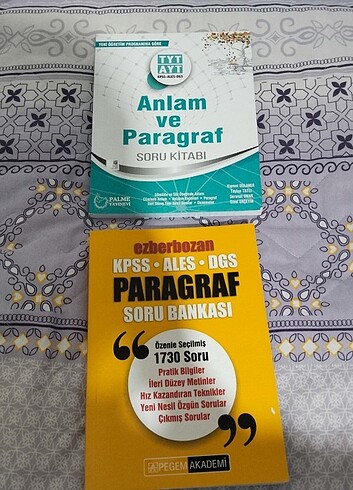 YENİ ÖĞRETİM PROGRAMINA GÖRE
TYT
AYT
KPSS-ALES-DGS
Anlam ve
Paragraf
SORU KİTABI
PALME
YAYINEVİ
ezberbozan
KPSS • ALES • DGS
PARAGRAF
SORU BANKASI
Özenle Seçilmiş
1730 Soru
Pratik Bilgiler
İleri Düzey Metinler
Hız Kazandıran Teknikler
Yeni Nesil Özgün Sorular
Çıkmış Sorular
PEGEM AKADEMİ